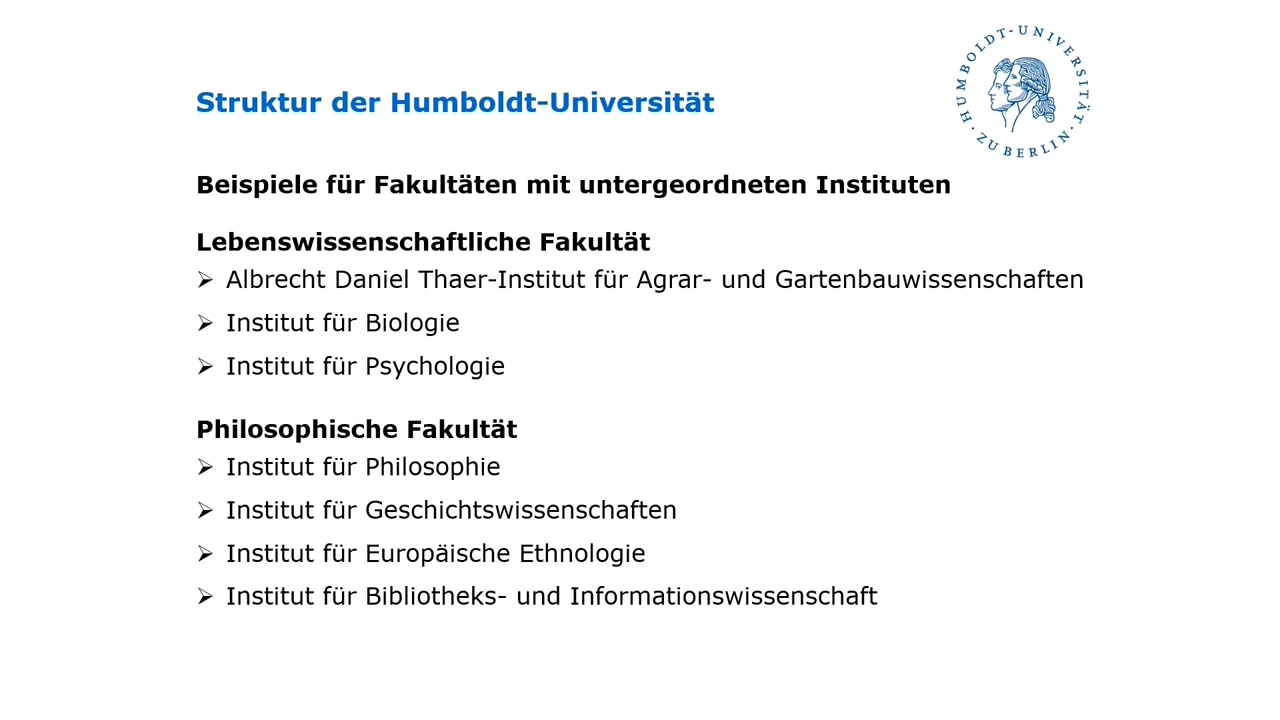 HUMBOLDT-UNIVERSITÄT · ZU BERLIN ·
Struktur der Humboldt-Universität
Beispiele für Fakultäten mit untergeordneten Instituten
Lebenswissenschaftliche Fakultät
➢ Albrecht Daniel Thaer-Institut für Agrar- und Gartenbauwissenschaften
➢ Institut für Biologie
➢ Institut für Psychologie
Philosophische Fakultät
➢ Institut für Philosophie
➢ Institut für Geschichtswissenschaften
➢ Institut für Europäische Ethnologie
➢ Institut für Bibliotheks- und Informationswissenschaft